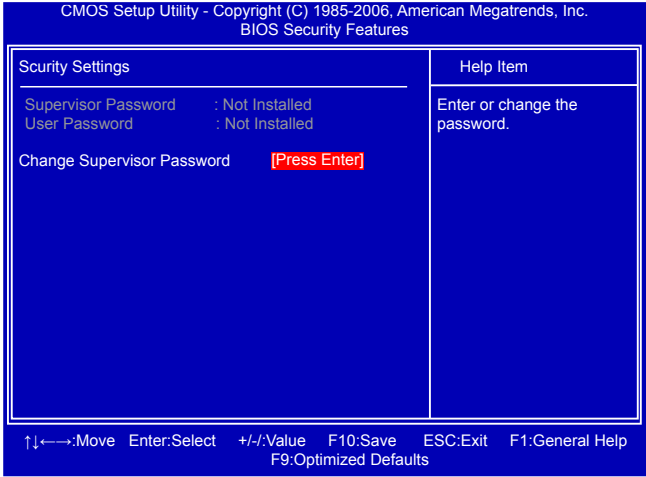 CMOS Setup Utility - Copyright (C) 1985-2006, American Megatrends, Inc.
BIOS Security Features
Scurity Settings
Help Item
Supervisor Password : Not Installed
User Password : Not Installed
Enter or change the
password.
Change Supervisor Password [Press Enter]
↑↓←→:Move Enter:Select +/-/:Value F10:Save ESC:Exit F1:General Help
F9:Optimized Defaults